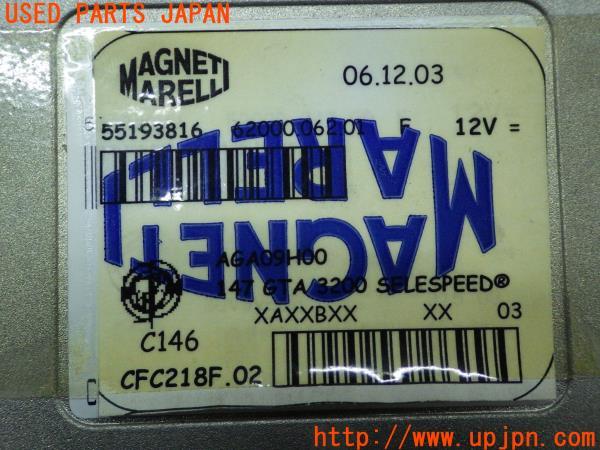 USED PARTS JAPAN
MAGNETI
MARELLI
06.12.03
55193816 62000.062.01 F 12V =
MAGNETI
MARELLI
AGA09H00
147 GTA 3200 SELESPEED®
XAXXBXX XX 03
C146
CFC218F.02
https://www.upjpn.com/